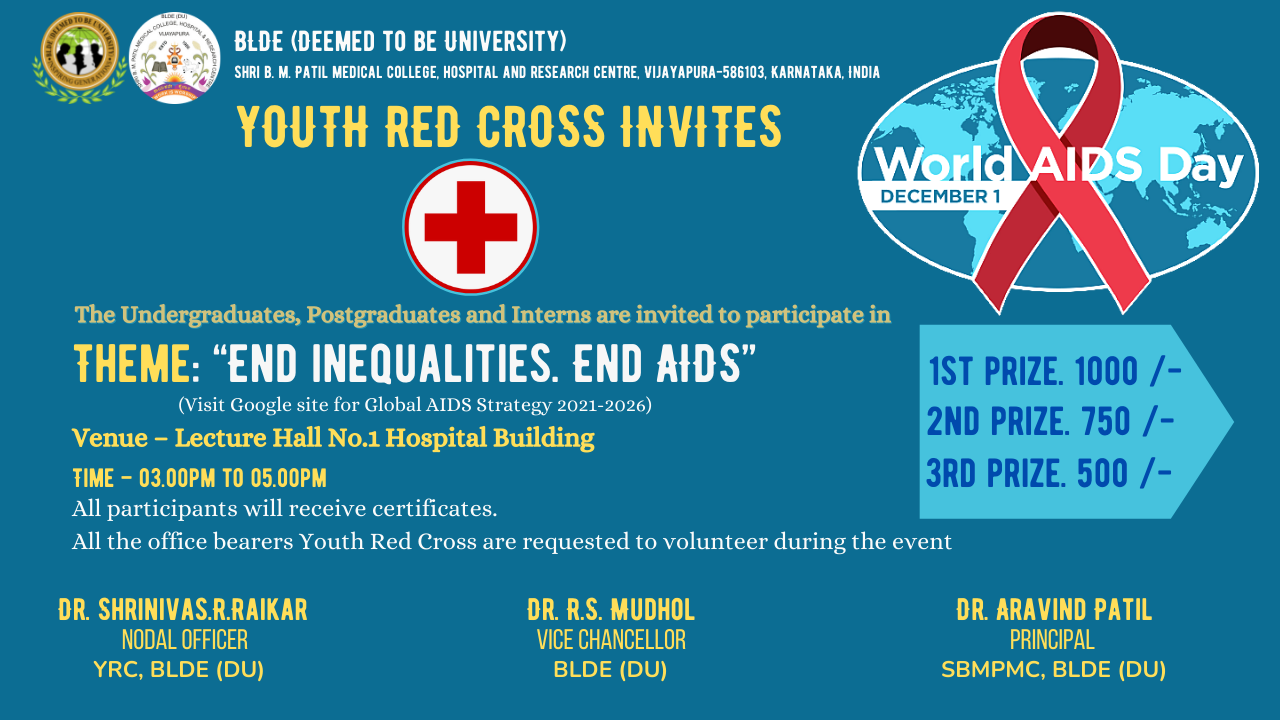 BLDE (DEEMED TO BE UNIVERSITY)
SHRI B. M. PATIL MEDICAL COLLEGE, HOSPITAL AND RESEARCH CENTRE, VIJAYAPURA-586103, KARNATAKA, INDIA
YOUTH RED CROSS INVITES
World AIDS Day
DECEMBER 1
The Undergraduates, Postgraduates and Interns are invited to participate in
THEME: “END INEQUALITIES. END AIDS”
(Visit Google site for Global AIDS Strategy 2021-2026)
Venue – Lecture Hall No.1 Hospital Building
TIME – 03.00PM TO 05.00PM
All participants will receive certificates.
All the office bearers Youth Red Cross are requested to volunteer during the event
1ST PRIZE. 1000 /-
2ND PRIZE. 750 /-
3RD PRIZE. 500 /-
DR. SHRINIVAS.R.RAIKAR
NODAL OFFICER
YRC, BLDE (DU)
DR. R.S. MUDHOL
VICE CHANCELLOR
BLDE (DU)
DR. ARAVIND PATIL
PRINCIPAL
SBMPMC, BLDE (DU)